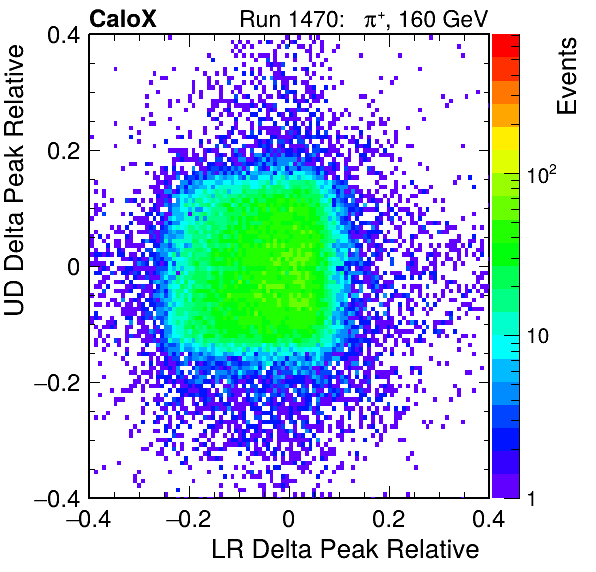 CaloX Run 1470: π⁺, 160 GeV
Events
UD Delta Peak Relative
0.4
0.2
0
−0.2
−0.4
−0.4 −0.2 0 0.2 0.4
LR Delta Peak Relative
10²
10
1